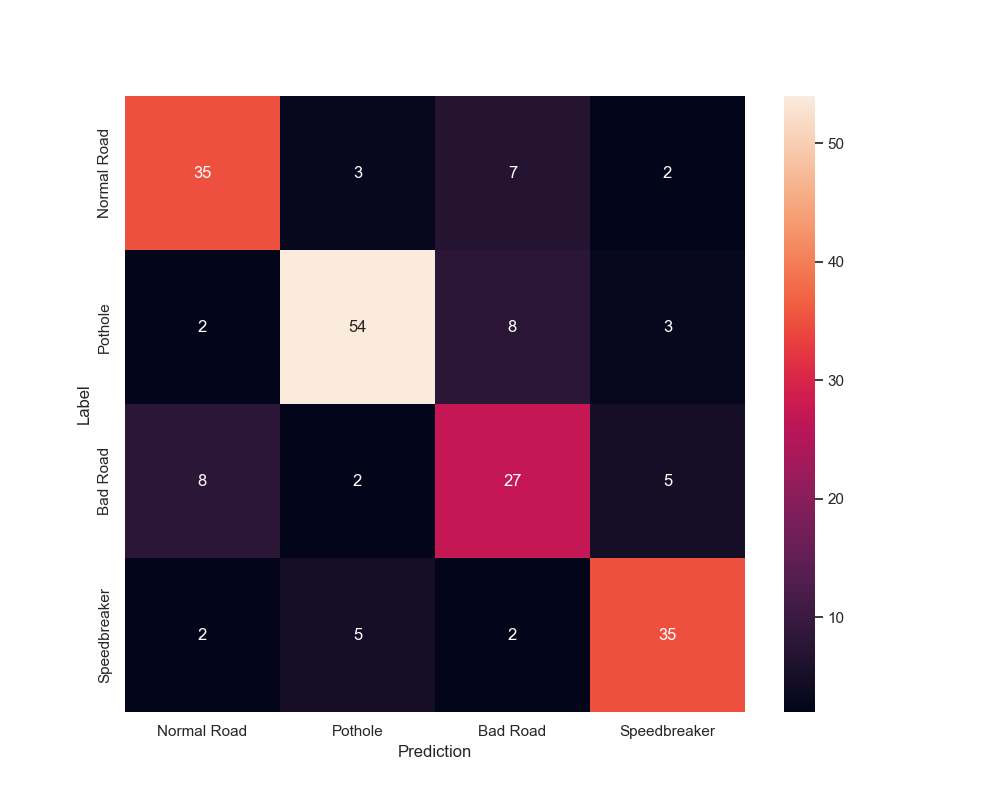 Normal Road 35 3 7 2
Pothole 2 54 8 3
Bad Road 8 2 27 5
Speedbreaker 2 5 2 35
Label
Normal Road Pothole Bad Road Speedbreaker
Prediction
50
40
30
20
10